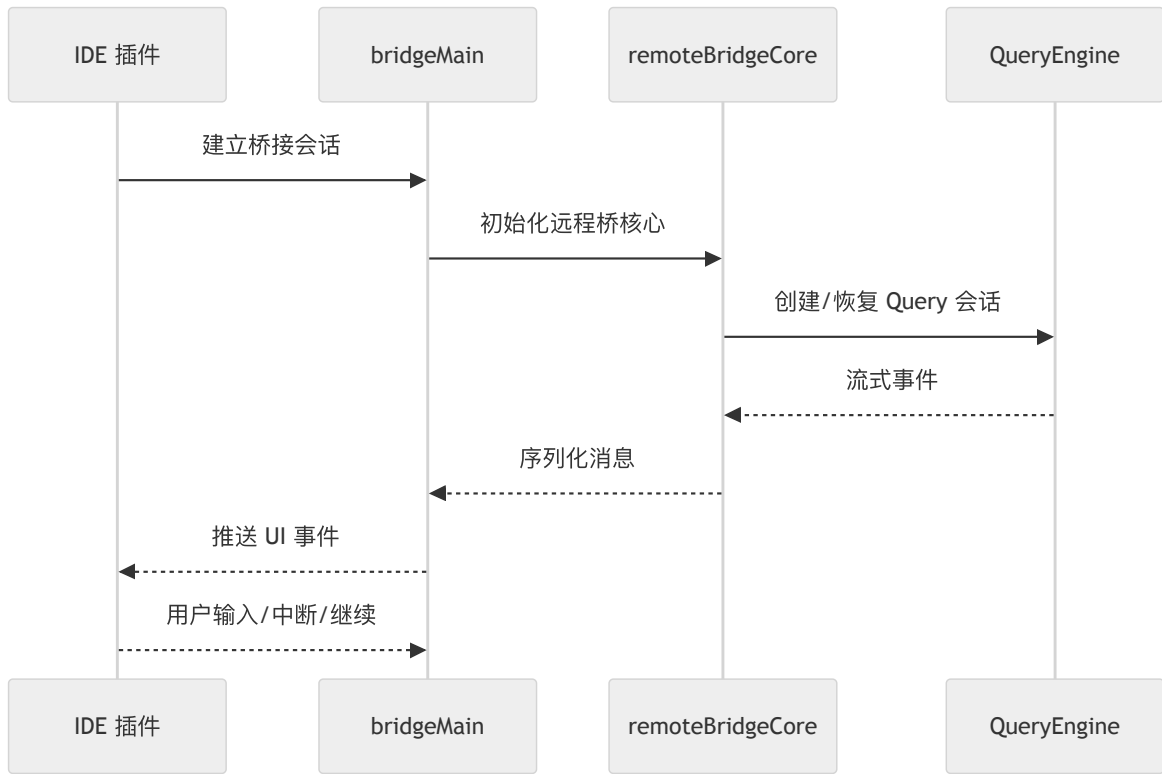 IDE 插件
bridgeMain
remoteBridgeCore
QueryEngine
建立桥接会话
初始化远程桥核心
创建/恢复 Query 会话
流式事件
序列化消息
推送 UI 事件
用户输入/中断/继续
IDE 插件
bridgeMain
remoteBridgeCore
QueryEngine